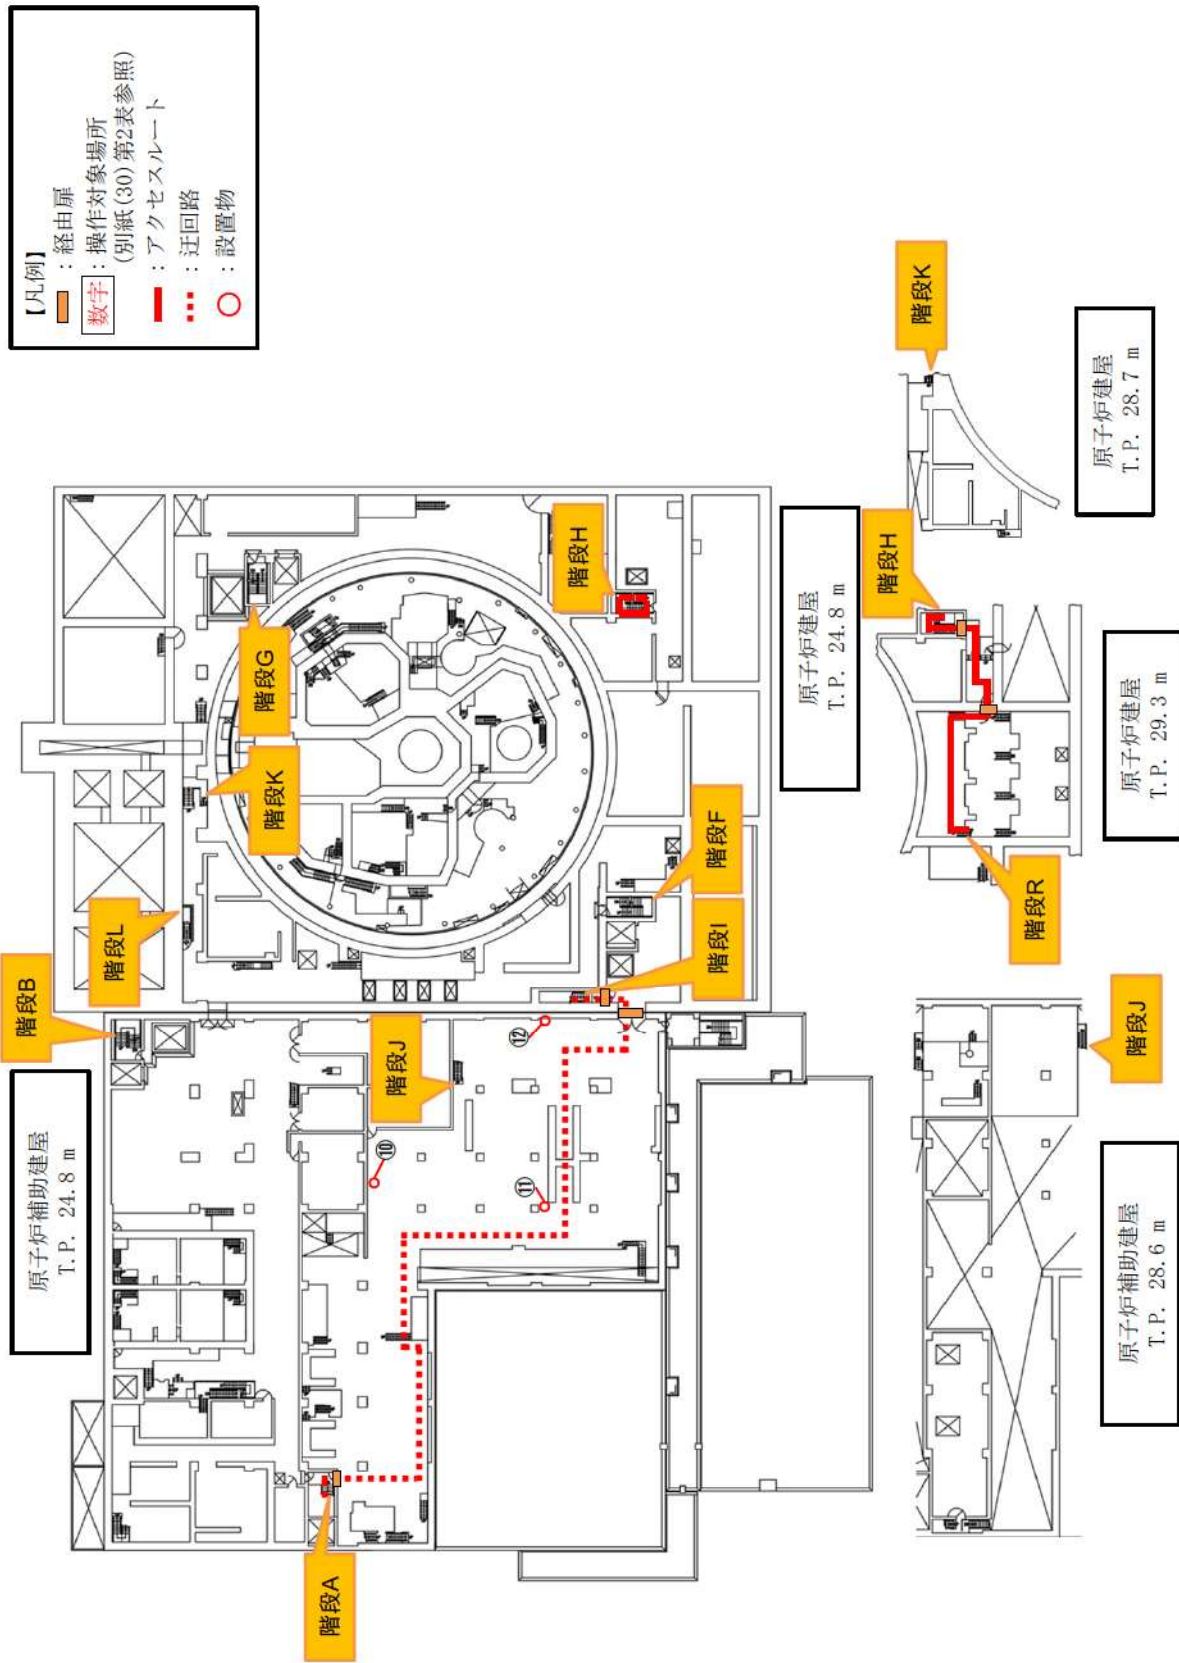 【凡例】
：経由扉
数字：操作対象場所
(別紙(30)第2表参照)
：アクセスルート
：迂回路
：設置物
原子炉補助建屋
T.P. 24.8 m
階段B
階段L
階段K
階段G
階段J
階段A
階段I
階段F
階段H
⑩
⑪
⑫
原子炉建屋
T.P. 24.8 m
原子炉補助建屋
T.P. 28.6 m
階段J
原子炉建屋
T.P. 29.3 m
階段R
階段H
原子炉建屋
T.P. 28.7 m
階段K